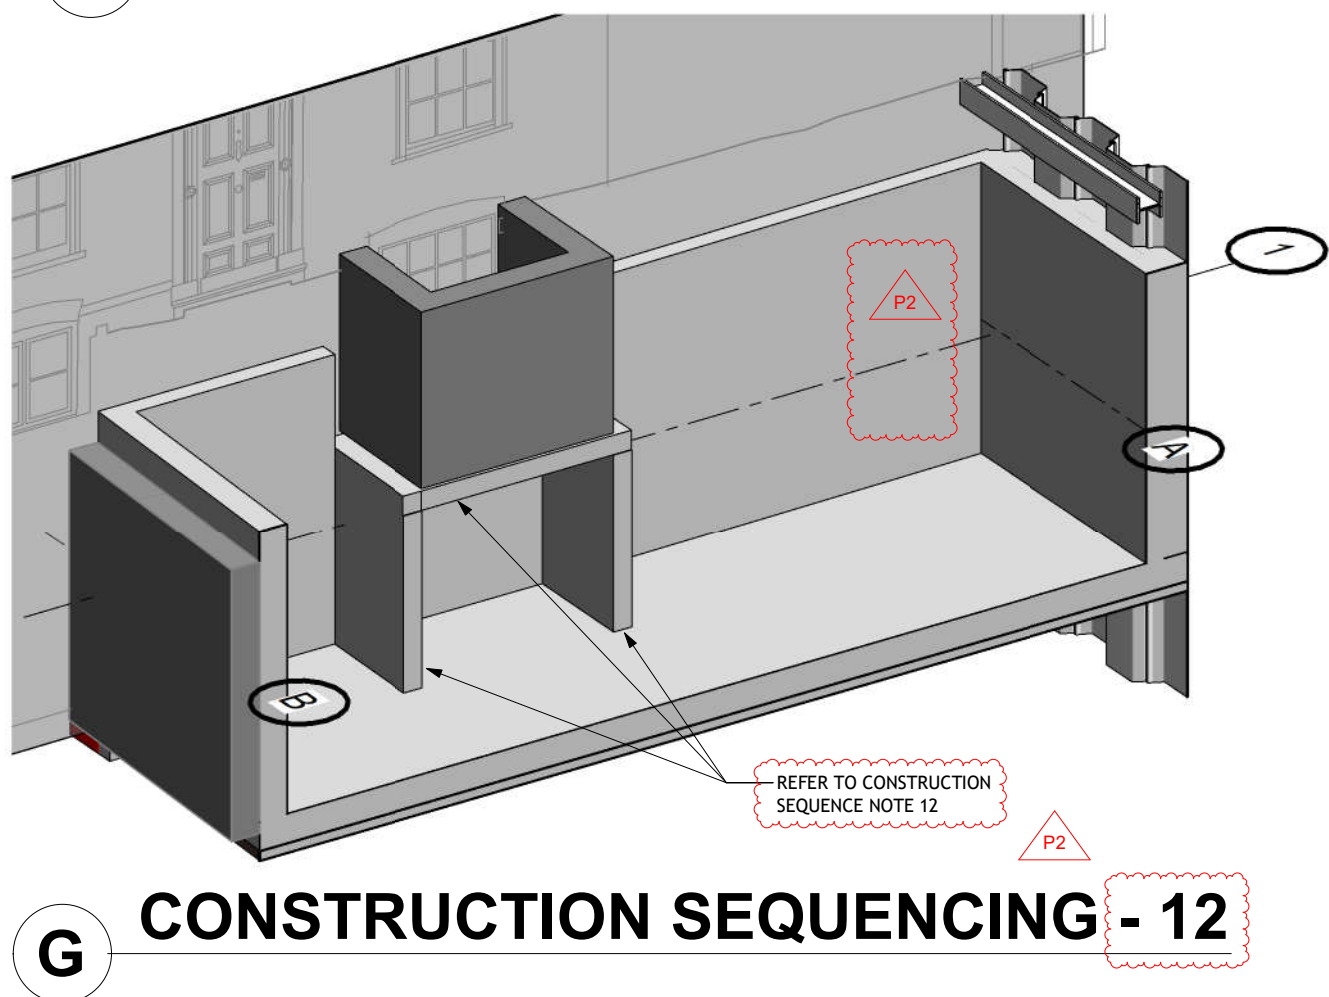 1
P2
A
B
REFER TO CONSTRUCTION
SEQUENCE NOTE 12
P2
G
CONSTRUCTION SEQUENCING - 12